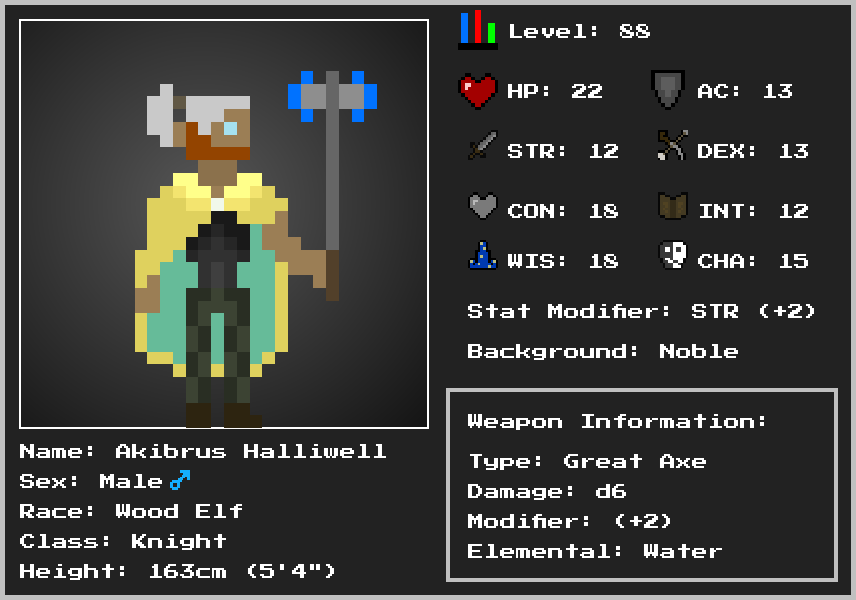 Level: 88
HP: 22
AC: 13
STR: 12
DEX: 13
CON: 18
INT: 12
WIS: 18
CHA: 15
Stat Modifier: STR (+2)
Background: Noble
Name: Akibrus Halliwell
Sex: Male♂
Race: Wood Elf
Class: Knight
Height: 163cm (5'4")
Weapon Information:
Type: Great Axe
Damage: d6
Modifier: (+2)
Elemental: Water